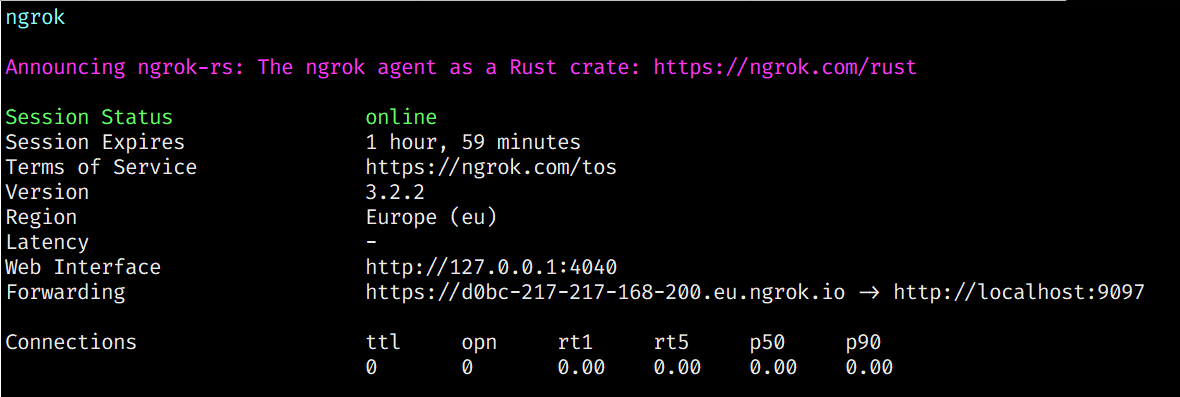 ngrok
Announcing ngrok-rs: The ngrok agent as a Rust crate: https://ngrok.com/rust
Session Status online
Session Expires 1 hour, 59 minutes
Terms of Service https://ngrok.com/tos
Version 3.2.2
Region Europe (eu)
Latency -
Web Interface http://127.0.0.1:4040
Forwarding https://d0bc-217-217-168-200.eu.ngrok.io → http://localhost:9097
Connections ttl opn rt1 rt5 p50 p90
0 0 0.00 0.00 0.00 0.00